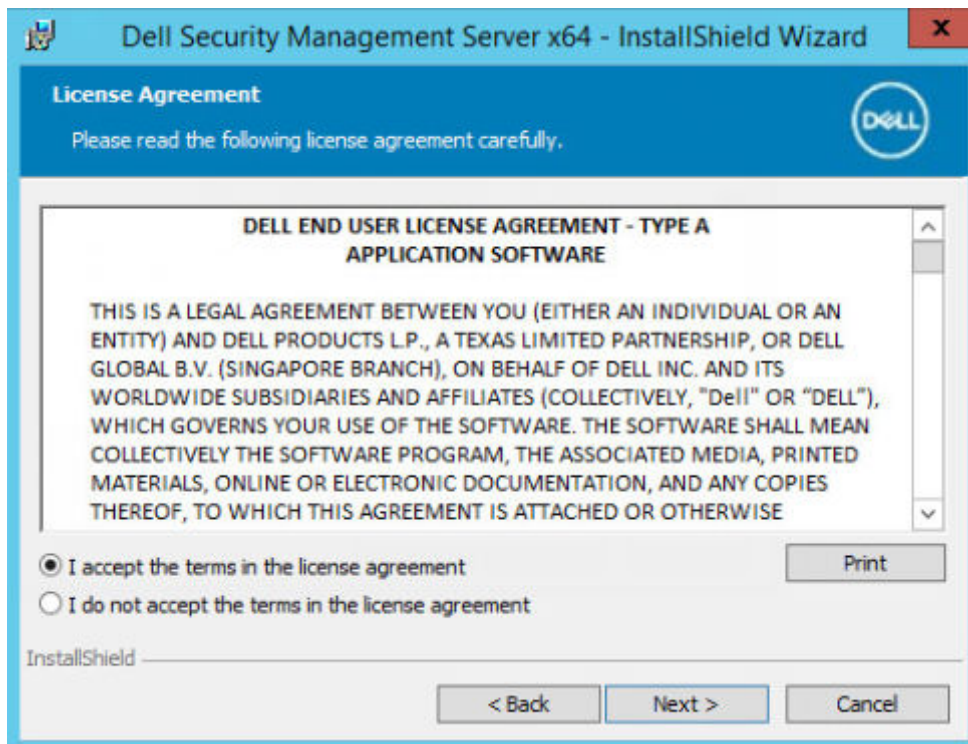 Dell Security Management Server x64 - InstallShield Wizard
x
License Agreement
Please read the following license agreement carefully.
DELL
DELL END USER LICENSE AGREEMENT - TYPE A
APPLICATION SOFTWARE
THIS IS A LEGAL AGREEMENT BETWEEN YOU (EITHER AN INDIVIDUAL OR AN
ENTITY) AND DELL PRODUCTS L.P., A TEXAS LIMITED PARTNERSHIP, OR DELL
GLOBAL B.V. (SINGAPORE BRANCH), ON BEHALF OF DELL INC. AND ITS
WORLDWIDE SUBSIDIARIES AND AFFILIATES (COLLECTIVELY, "Dell" OR “DELL”),
WHICH GOVERNS YOUR USE OF THE SOFTWARE. THE SOFTWARE SHALL MEAN
COLLECTIVELY THE SOFTWARE PROGRAM, THE ASSOCIATED MEDIA, PRINTED
MATERIALS, ONLINE OR ELECTRONIC DOCUMENTATION, AND ANY COPIES
THEREOF, TO WHICH THIS AGREEMENT IS ATTACHED OR OTHERWISE
I accept the terms in the license agreement
Print
I do not accept the terms in the license agreement
InstallShield
< Back
Next >
Cancel